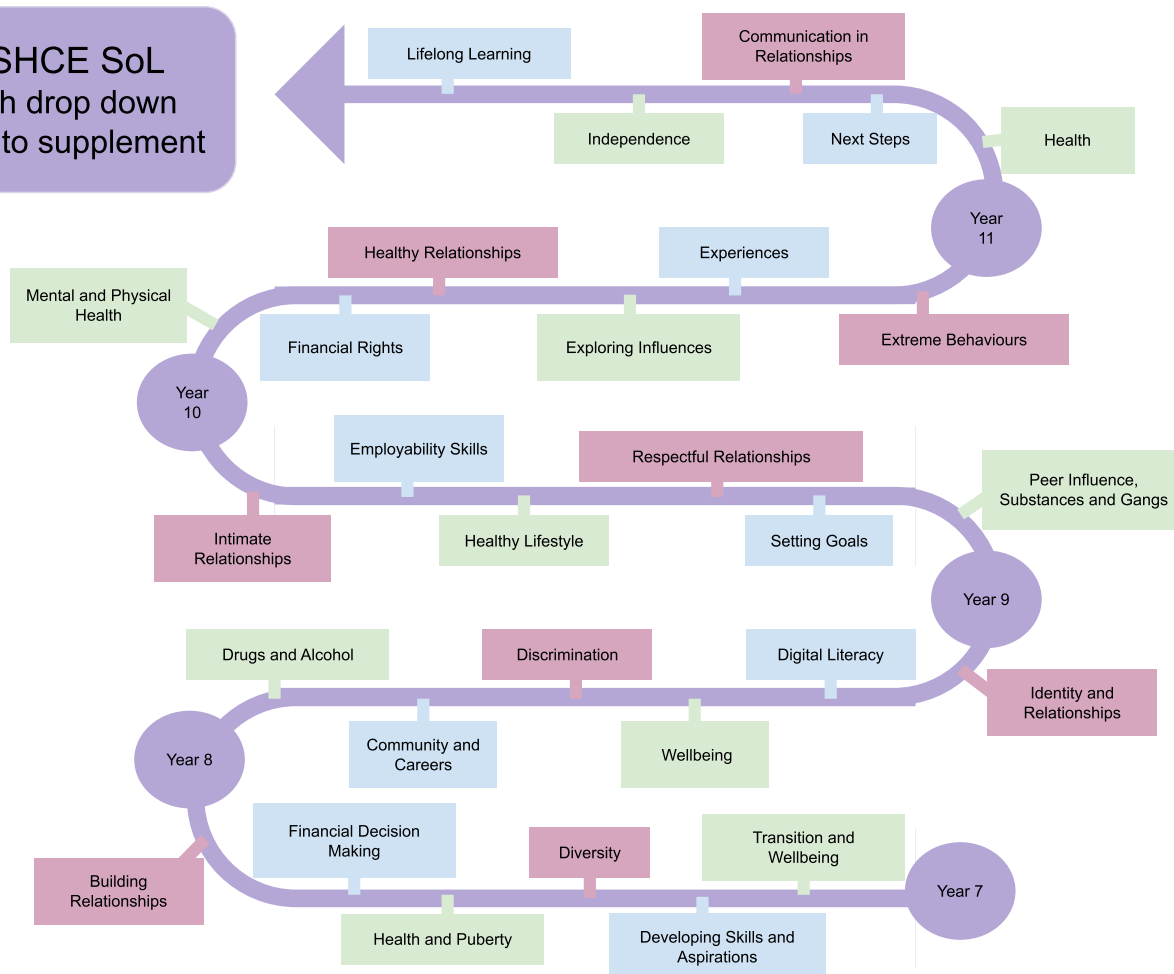 SHCE SoL
h drop down
to supplement
Lifelong Learning
Communication in
Relationships
Independence
Next Steps
Health
Year
11
Healthy Relationships
Experiences
Mental and Physical
Health
Financial Rights
Exploring Influences
Extreme Behaviours
Year
10
Employability Skills
Respectful Relationships
Peer Influence,
Substances and Gangs
Intimate
Relationships
Healthy Lifestyle
Setting Goals
Year 9
Drugs and Alcohol
Discrimination
Digital Literacy
Identity and
Relationships
Community and
Careers
Wellbeing
Year 8
Financial Decision
Making
Diversity
Transition and
Wellbeing
Building
Relationships
Year 7
Health and Puberty
Developing Skills and
Aspirations